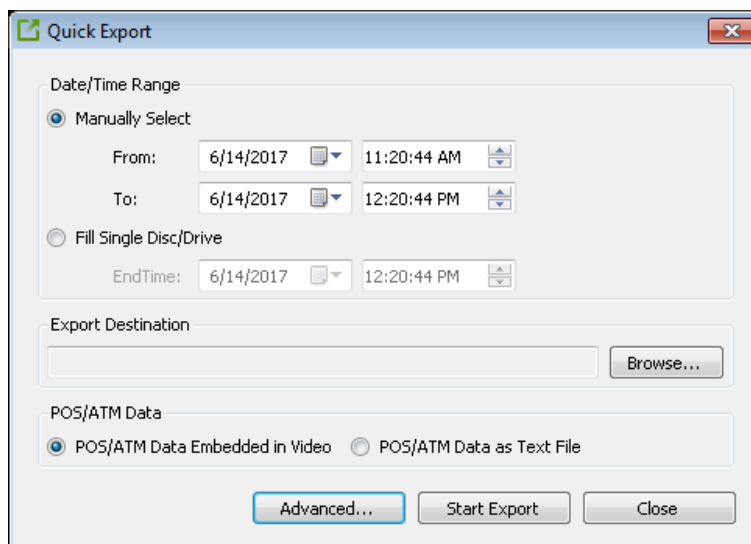 Quick Export
Date/Time Range
Manually Select
From: 6/14/2017 11:20:44 AM
To: 6/14/2017 12:20:44 PM
Fill Single Disc/Drive
EndTime: 6/14/2017 12:20:44 PM
Export Destination
Browse...
POS/ATM Data
POS/ATM Data Embedded in Video POS/ATM Data as Text File
Advanced... Start Export Close